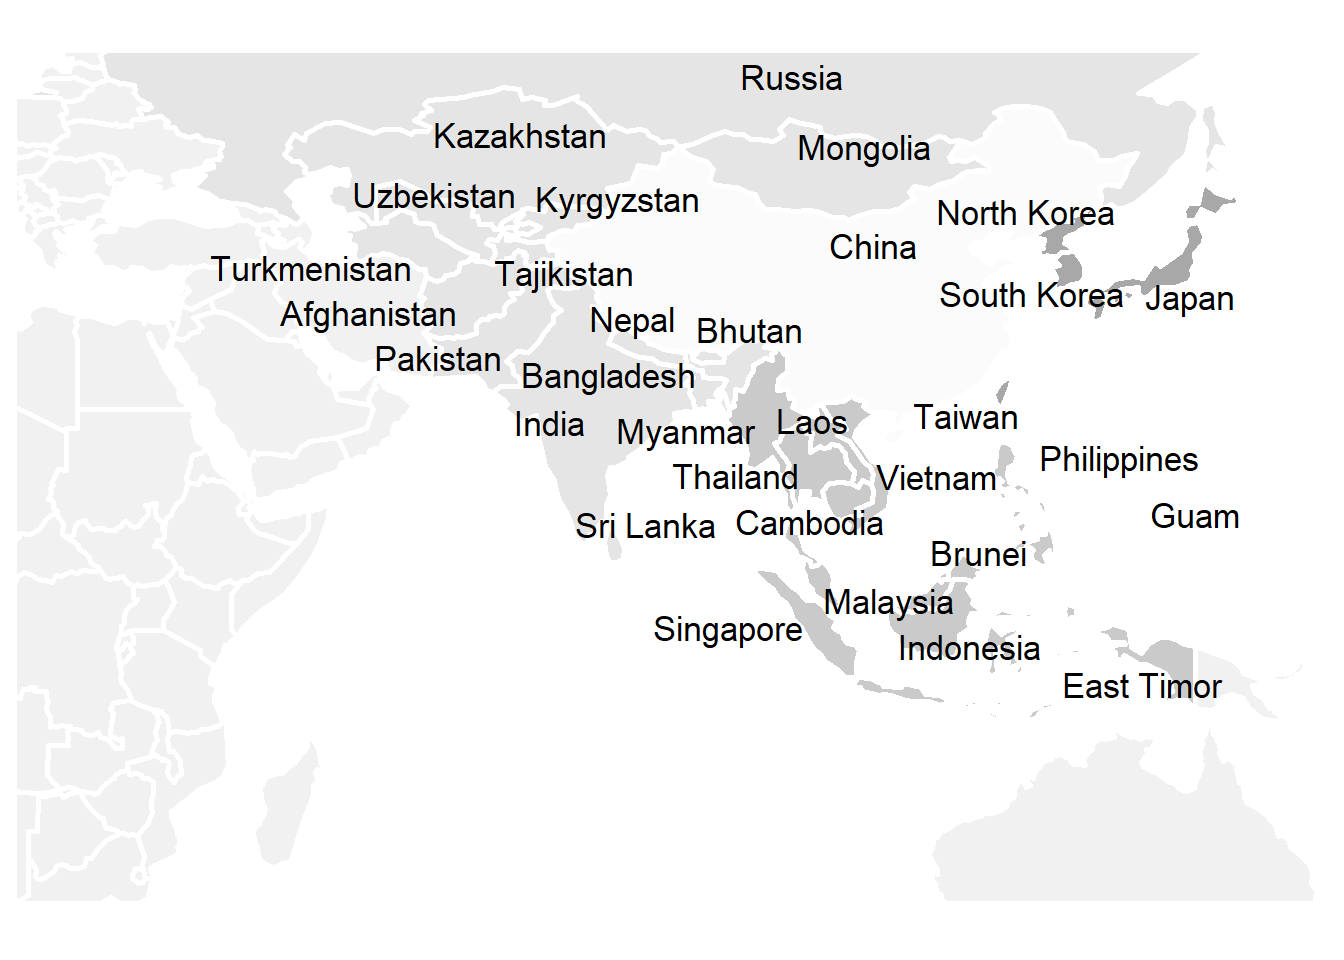 Russia
Kazakhstan
Mongolia
Uzbekistan
Kyrgyzstan
North Korea
China
Turkmenistan
Tajikistan
South Korea
Japan
Afghanistan
Nepal
Bhutan
Pakistan
Bangladesh
India
Myanmar
Laos
Taiwan
Philippines
Thailand
Vietnam
Guam
Sri Lanka
Cambodia
Brunei
Malaysia
Singapore
Indonesia
East Timor